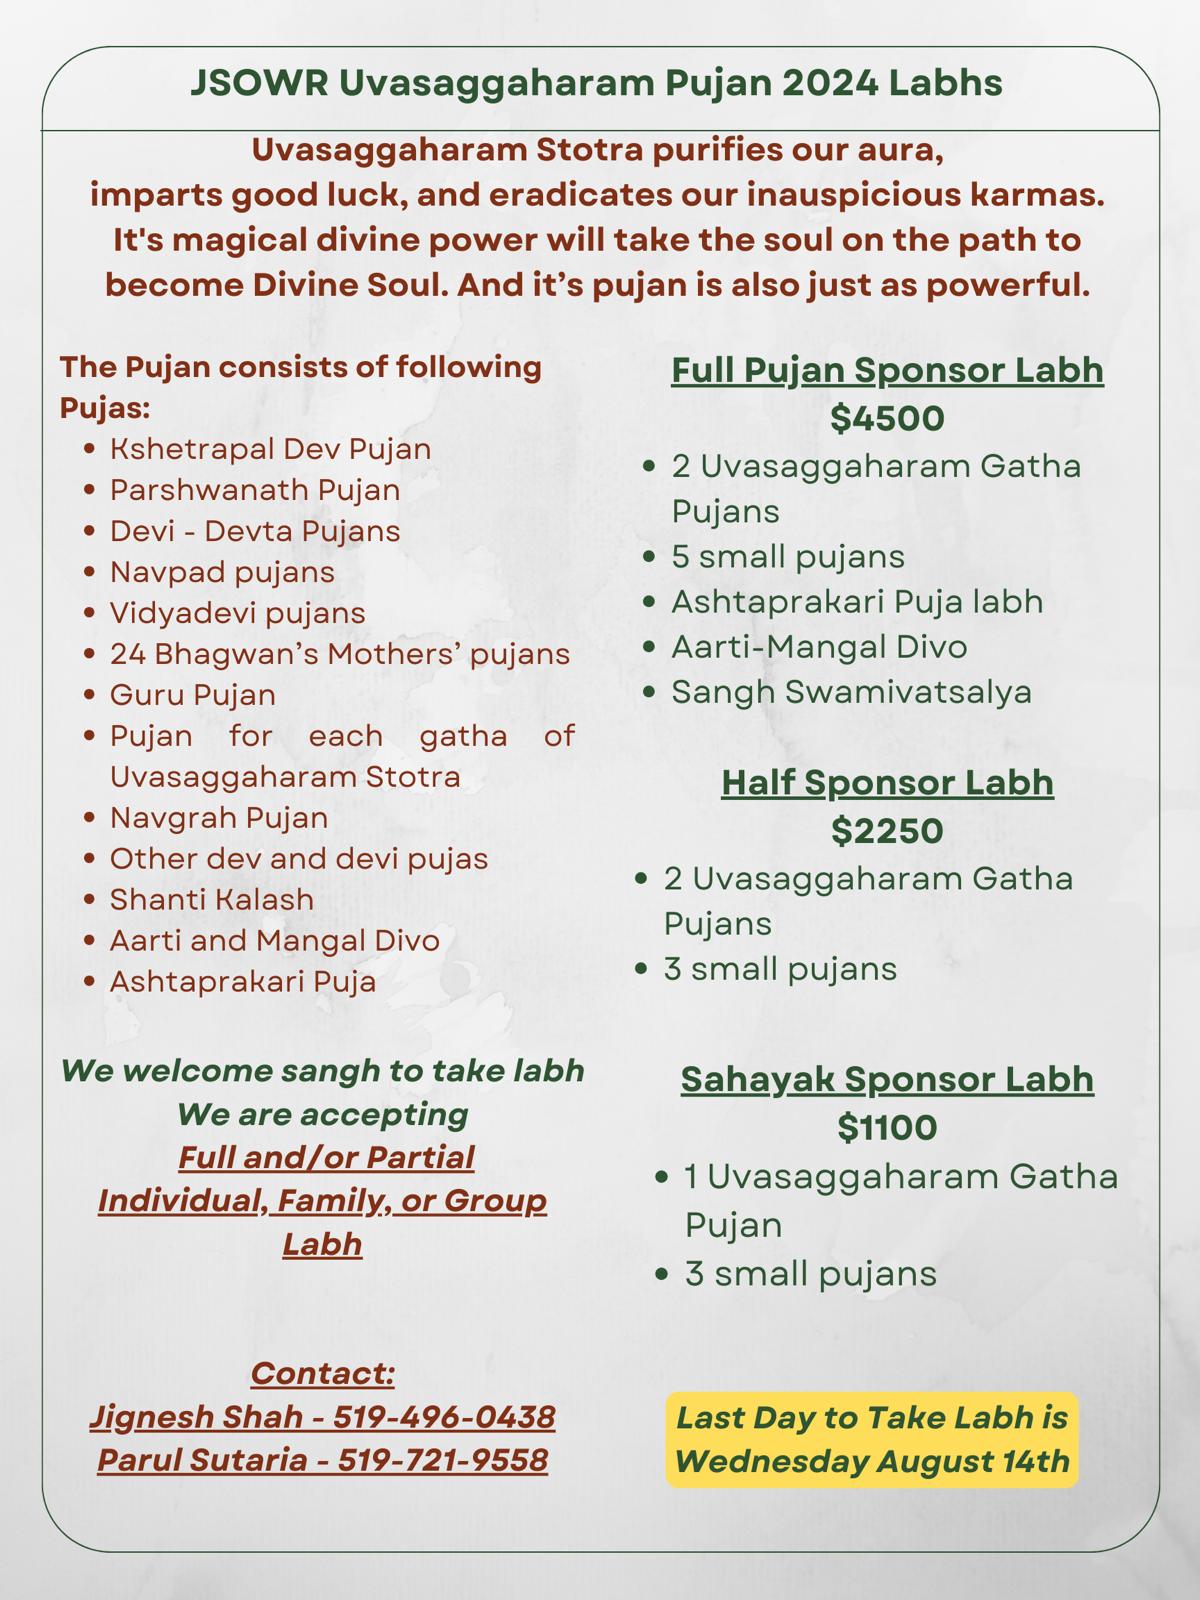 JSOWR Uvasaggaharam Pujan 2024 Labhs
Uvasaggaharam Stotra purifies our aura,
imparts good luck, and eradicates our inauspicious karmas.
It's magical divine power will take the soul on the path to
become Divine Soul. And it’s pujan is also just as powerful.
The Pujan consists of following
Pujas:
• Kshetrapal Dev Pujan
• Parshwanath Pujan
• Devi - Devta Pujans
• Navpad pujans
• Vidyadevi pujans
• 24 Bhagwan’s Mothers’ pujans
• Guru Pujan
• Pujan for each gatha of
Uvasaggaharam Stotra
• Navgrah Pujan
• Other dev and devi pujas
• Shanti Kalash
• Aarti and Mangal Divo
• Ashtaprakari Puja
We welcome sangh to take labh
We are accepting
Full and/or Partial
Individual, Family, or Group
Labh
Contact:
Jignesh Shah - 519-496-0438
Parul Sutaria - 519-721-9558
Full Pujan Sponsor Labh
$4500
• 2 Uvasaggaharam Gatha
Pujans
• 5 small pujans
• Ashtaprakari Puja labh
• Aarti-Mangal Divo
• Sangh Swamivatsalya
Half Sponsor Labh
$2250
• 2 Uvasaggaharam Gatha
Pujans
• 3 small pujans
Sahayak Sponsor Labh
$1100
• 1 Uvasaggaharam Gatha
Pujan
• 3 small pujans
Last Day to Take Labh is
Wednesday August 14th